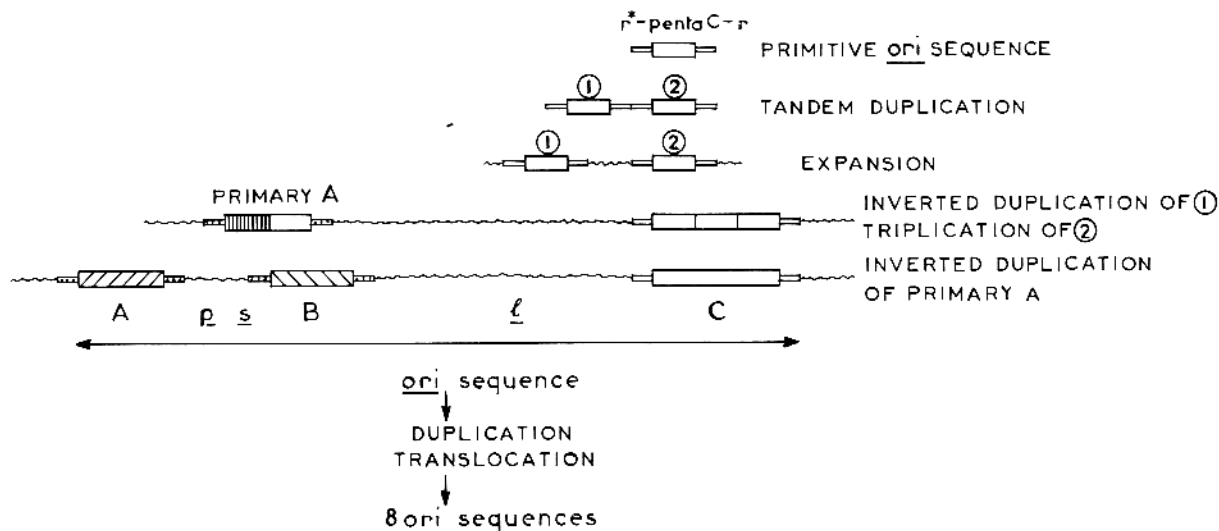 r*-pentaC-r
PRIMITIVE ori SEQUENCE
① ②
TANDEM DUPLICATION
① ②
EXPANSION
PRIMARY A
INVERTED DUPLICATION OF ①
TRIPLICATION OF ②
INVERTED DUPLICATION
OF PRIMARY A
A p s B ℓ C
ori sequence
DUPLICATION
TRANSLOCATION
8 ori sequences